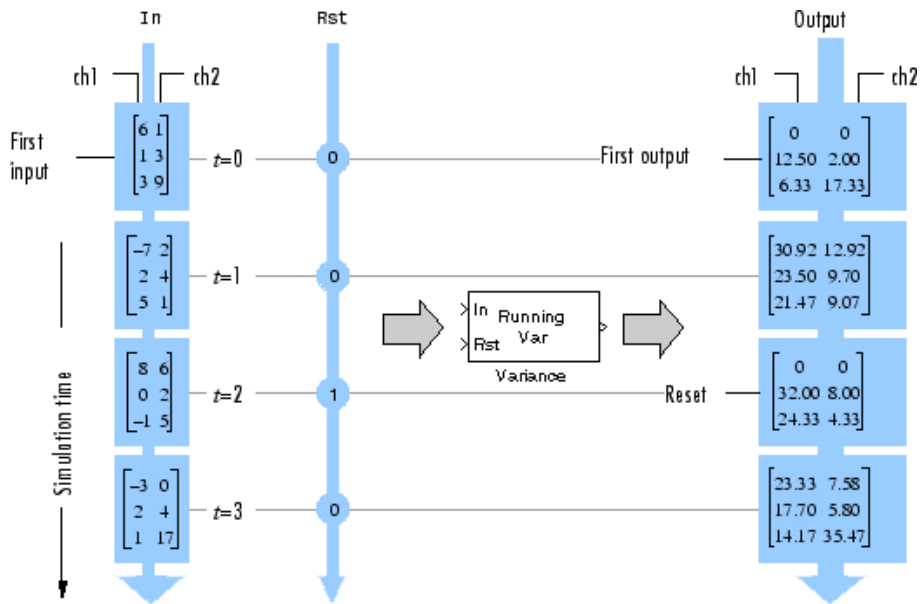 In Rst Output
ch1 ch2 ch1 ch2
First input
6 1
1 3
3 9
t=0
0
First output
0 0
12.50 2.00
6.33 17.33
-7 2
2 4
5 1
t=1
0
30.92 12.92
23.50 9.70
21.47 9.07
In
Rst
Running
Var
Variance
Simulation time
8 6
0 2
-1 5
t=2
1
Reset
0 0
32.00 8.00
24.33 4.33
-3 0
2 4
1 17
t=3
0
23.33 7.58
17.70 5.80
14.17 35.47